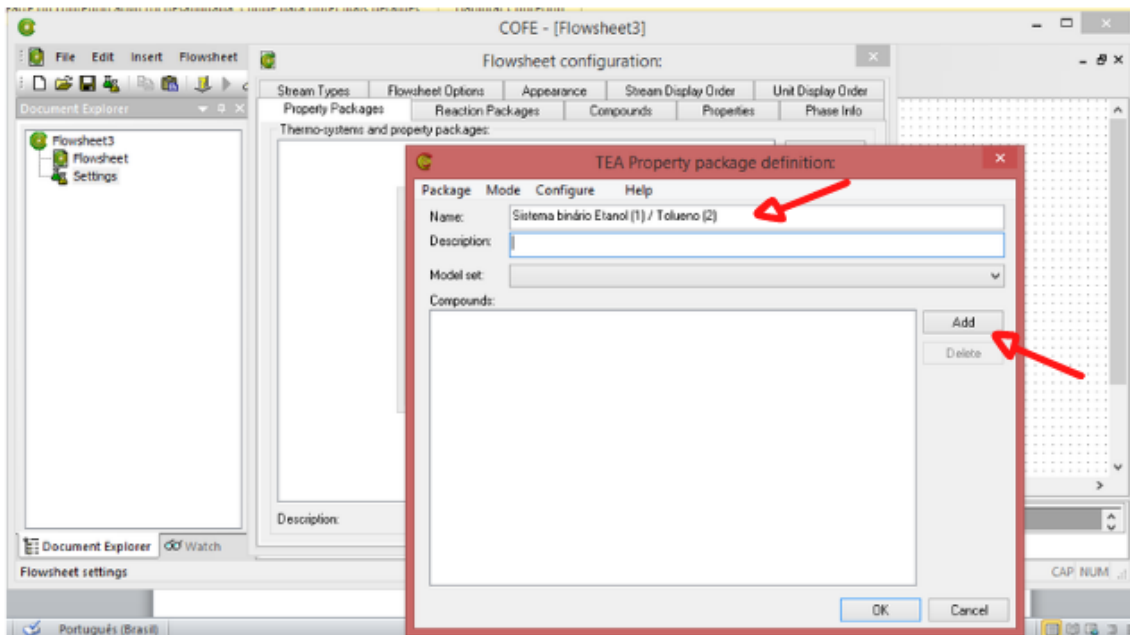 COFE - [Flowsheet3]
File Edit Insert Flowsheet
Flowsheet configuration:
Document Explorer
Stream Types Flowsheet Options Appearance Stream Display Order Unit Display Order
Property Packages Reaction Packages Compounds Properties Phase Info
Thermo-systems and property packages:
Flowsheet3
Flowsheet
Settings
TEA Property package definition:
Package Mode Configure Help
Name: Sistema binário Etanol (1) / Tolueno (2)
Description:
Model set:
Compounds:
Add
Delete
Description:
Document Explorer Watch
Flowsheet settings
CAP NUM
OK Cancel
Português (Brasil)